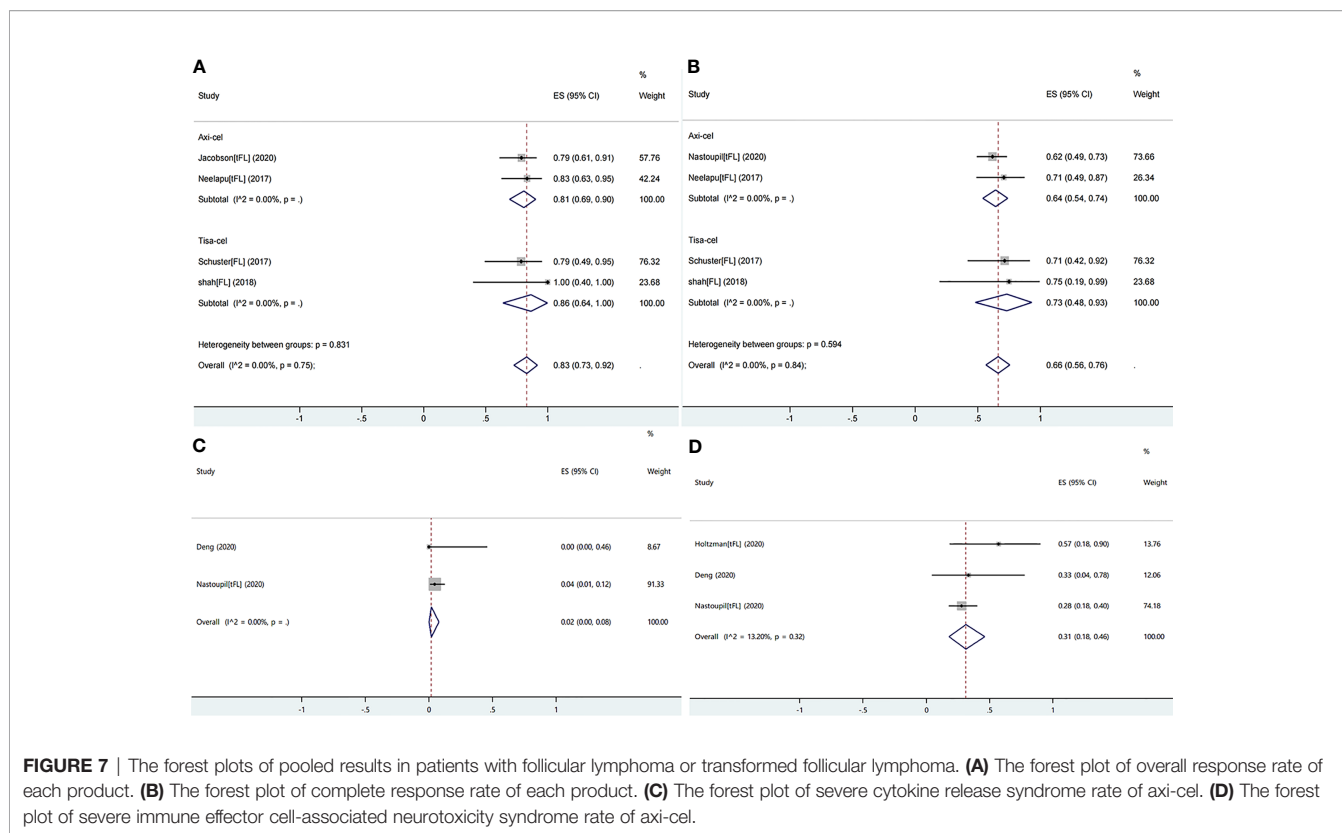 A
%
Study ES (95% CI) Weight
Axi-cel
Jacobson[tFL] (2020) 0.79 (0.61, 0.91) 57.76
Neelapu[tFL] (2017) 0.83 (0.63, 0.95) 42.24
Subtotal (I^2 = 0.00%, p = .) 0.81 (0.69, 0.90) 100.00
Tisa-cel
Schuster[FL] (2017) 0.79 (0.49, 0.95) 76.32
shah[FL] (2018) 1.00 (0.40, 1.00) 23.68
Subtotal (I^2 = 0.00%, p = .) 0.86 (0.64, 1.00) 100.00
Heterogeneity between groups: p = 0.831
Overall (I^2 = 0.00%, p = 0.75); 0.83 (0.73, 0.92) .
-1 -.5 0 .5 1
B
%
Study ES (95% CI) Weight
Axi-cel
Nastoupil (2020) 0.62 (0.49, 0.73) 73.66
Neelapu[tFL] (2017) 0.71 (0.49, 0.87) 26.34
Subtotal (I^2 = 0.00%, p = .) 0.64 (0.54, 0.74) 100.00
Tisa-cel
Schuster[FL] (2017) 0.71 (0.42, 0.92) 76.32
shah[FL] (2018) 0.75 (0.19, 0.99) 23.68
Subtotal (I^2 = 0.00%, p = .) 0.73 (0.48, 0.93) 100.00
Heterogeneity between groups: p = 0.594
Overall (I^2 = 0.00%, p = 0.84); 0.66 (0.56, 0.76) .
-1 -.5 0 .5 1
C
%
Study ES (95% CI) Weight
Deng (2020) 0.00 (0.00, 0.46) 8.67
Nastoupil[tFL] (2020) 0.04 (0.01, 0.12) 91.33
Overall (I^2 = 0.00%, p = .) 0.02 (0.00, 0.08) 100.00
-1 -.5 0 .5 1
D
%
Study ES (95% CI) Weight
Holtzman[tFL] (2020) 0.57 (0.18, 0.90) 13.76
Deng (2020) 0.33 (0.04, 0.78) 12.06
Nastoupil[tFL] (2020) 0.28 (0.18, 0.40) 74.18
Overall (I^2 = 13.20%, p = 0.32) 0.31 (0.18, 0.46) 100.00
-1 -.5 0 .5 1
FIGURE 7 | The forest plots of pooled results in patients with follicular lymphoma or transformed follicular lymphoma. (A) The forest plot of overall response rate of
each product. (B) The forest plot of complete response rate of each product. (C) The forest plot of severe cytokine release syndrome rate of axi-cel. (D) The forest
plot of severe immune effector cell-associated neurotoxicity syndrome rate of axi-cel.